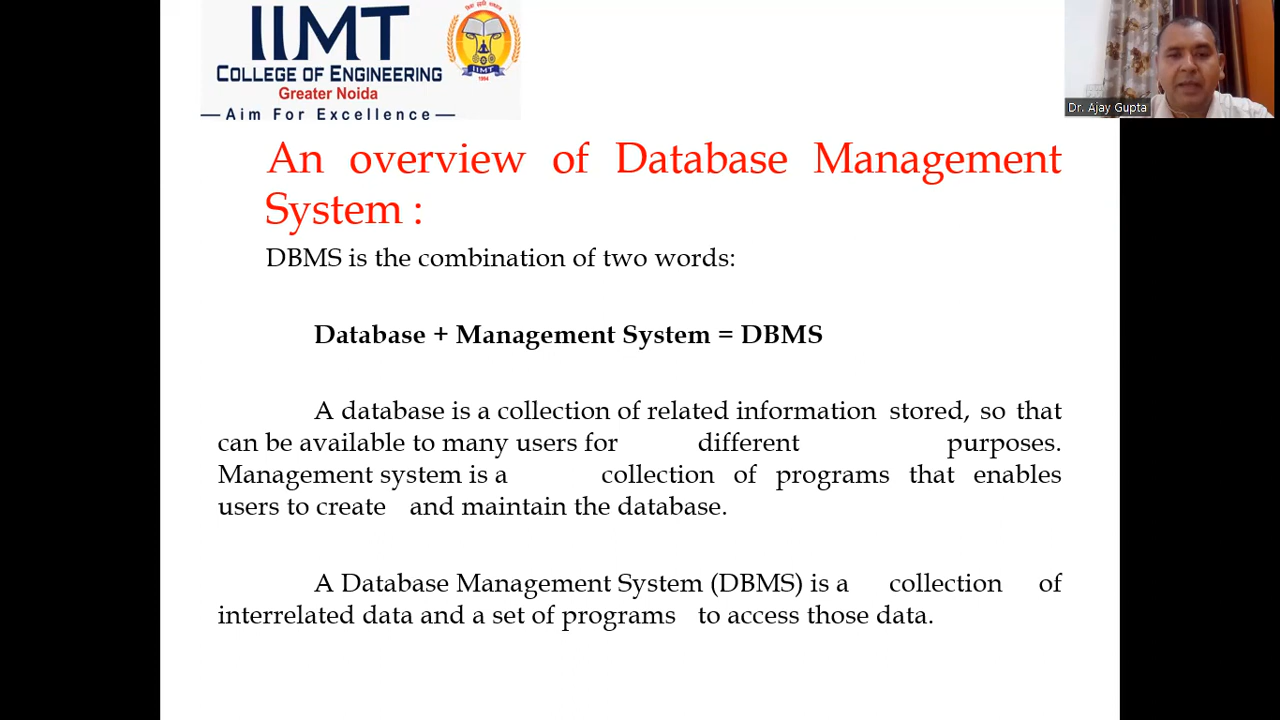 IIMT
COLLEGE OF ENGINEERING
Greater Noida
— Aim For Excellence —
IIMT
1994
Dr. Ajay Gupta
An overview of Database Management
System :
DBMS is the combination of two words:
Database + Management System = DBMS
A database is a collection of related information stored, so that
can be available to many users for different purposes.
Management system is a collection of programs that enables
users to create and maintain the database.
A Database Management System (DBMS) is a collection of
interrelated data and a set of programs to access those data.